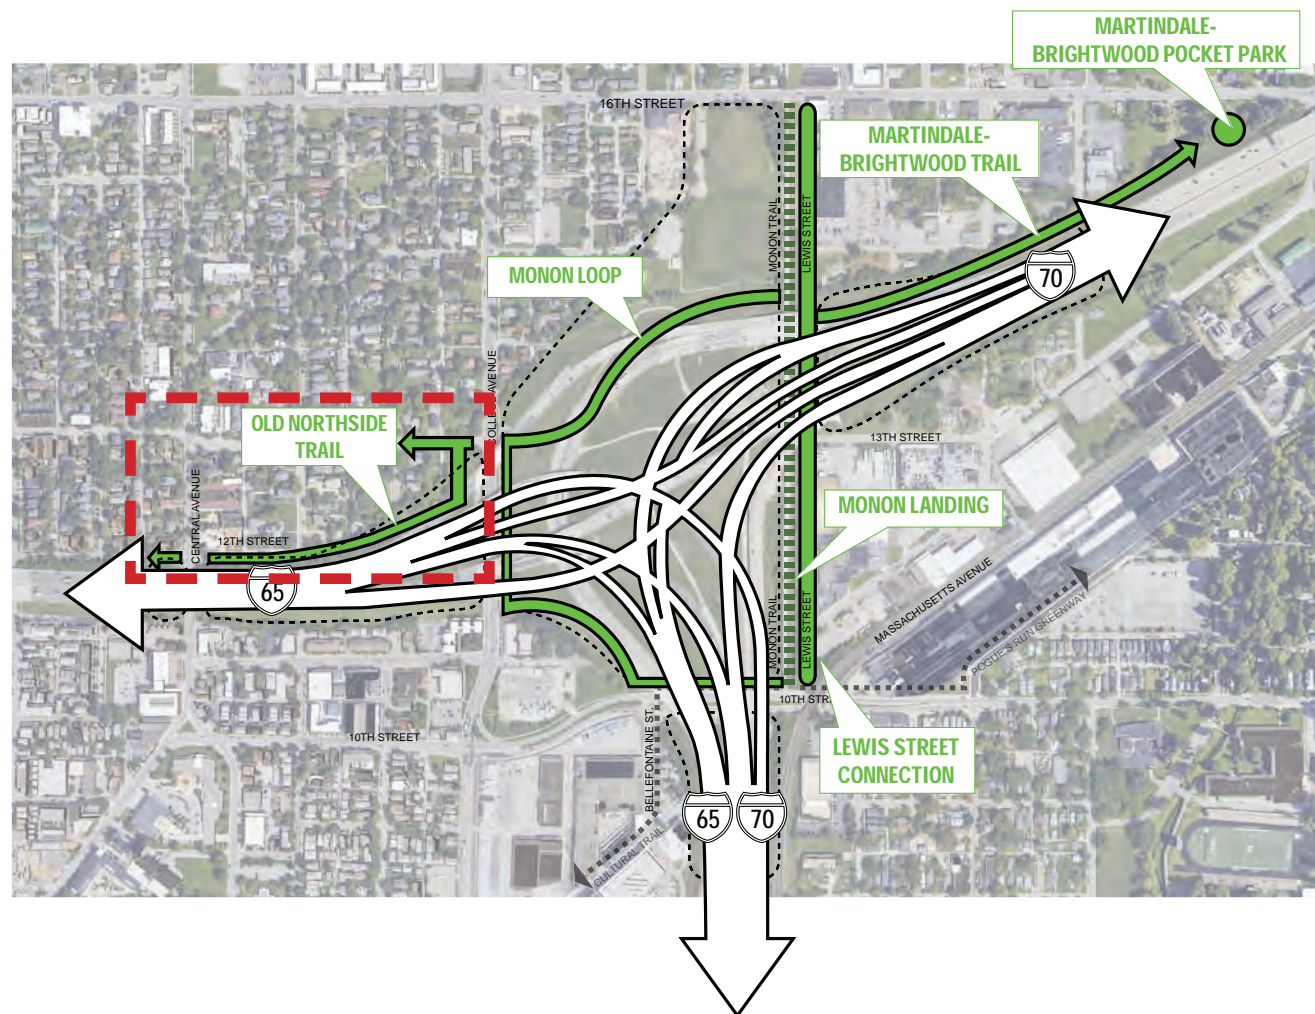 MARTINDALE-
BRIGHTWOOD POCKET PARK
16TH STREET
MARTINDALE-
BRIGHTWOOD TRAIL
MONON TRAIL
LEWIS STREET
MONON LOOP
70
COLLEGE AVENUE
OLD NORTHSIDE
TRAIL
13TH STREET
CENTRAL AVENUE
12TH STREET
MONON LANDING
65
MASSACHUSETTS AVENUE
POGUE'S RUN GREENWAY
MONON TRAIL
LEWIS STREET
10TH STR
10TH STREET
BELLEFONTAINE ST.
LEWIS STREET
CONNECTION
65
70
CULTURAL TRAIL